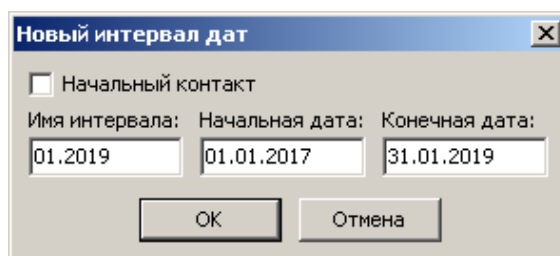 Новый интервал дат
Начальный контакт
Имя интервала: Начальная дата: Конечная дата:
01.2019 01.01.2017 31.01.2019
ОК Отмена